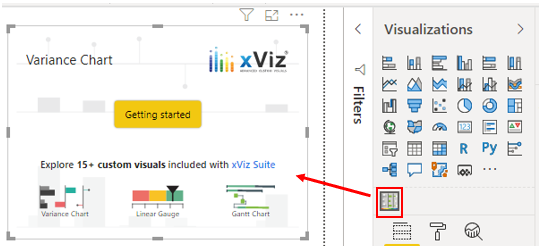 Visualizations
Variance Chart
xViz
Getting started
Filters
Explore 15+ custom visuals included with xViz Suite
R
Py
123
Variance Chart
Linear Gauge
Gantt Chart